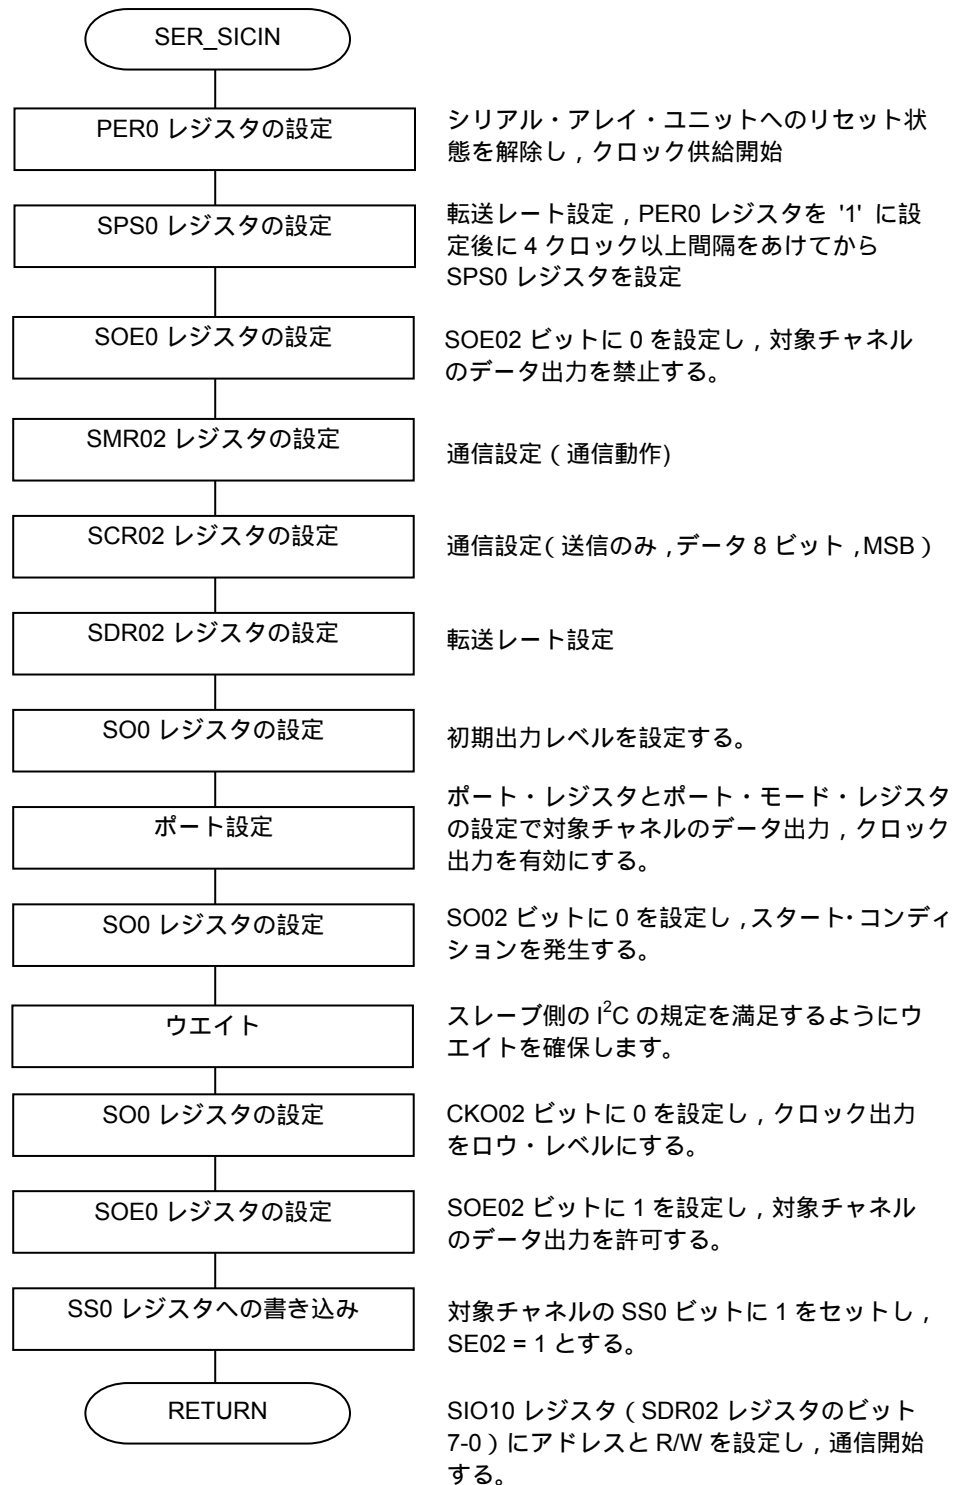 SER_SICIN
PER0 レジスタの設定
シリアル・アレイ・ユニットへのリセット状
態を解除し，クロック供給開始
SPS0 レジスタの設定
転送レート設定，PER0 レジスタを '1' に設
定後に 4 クロック以上間隔をあけてから
SPS0 レジスタを設定
SOE0 レジスタの設定
SOE02 ビットに 0 を設定し，対象チャネル
のデータ出力を禁止する。
SMR02 レジスタの設定
通信設定（通信動作)
SCR02 レジスタの設定
通信設定（送信のみ，データ 8 ビット，MSB）
SDR02 レジスタの設定
転送レート設定
SO0 レジスタの設定
初期出力レベルを設定する。
ポート設定
ポート・レジスタとポート・モード・レジスタ
の設定で対象チャネルのデータ出力，クロック
出力を有効にする。
SO0 レジスタの設定
SO02 ビットに 0 を設定し，スタート・コンディ
ションを発生する。
ウエイト
スレーブ側の I²C の規定を満足するようにウ
エイトを確保します。
SO0 レジスタの設定
CKO02 ビットに 0 を設定し，クロック出力
をロウ・レベルにする。
SOE0 レジスタの設定
SOE02 ビットに 1 を設定し，対象チャネル
のデータ出力を許可する。
SS0 レジスタへの書き込み
対象チャネルの SS0 ビットに 1 をセットし，
SE02 = 1 とする。
RETURN
SIO10 レジスタ（SDR02 レジスタのビット
7-0）にアドレスと R/W を設定し，通信開始
する。